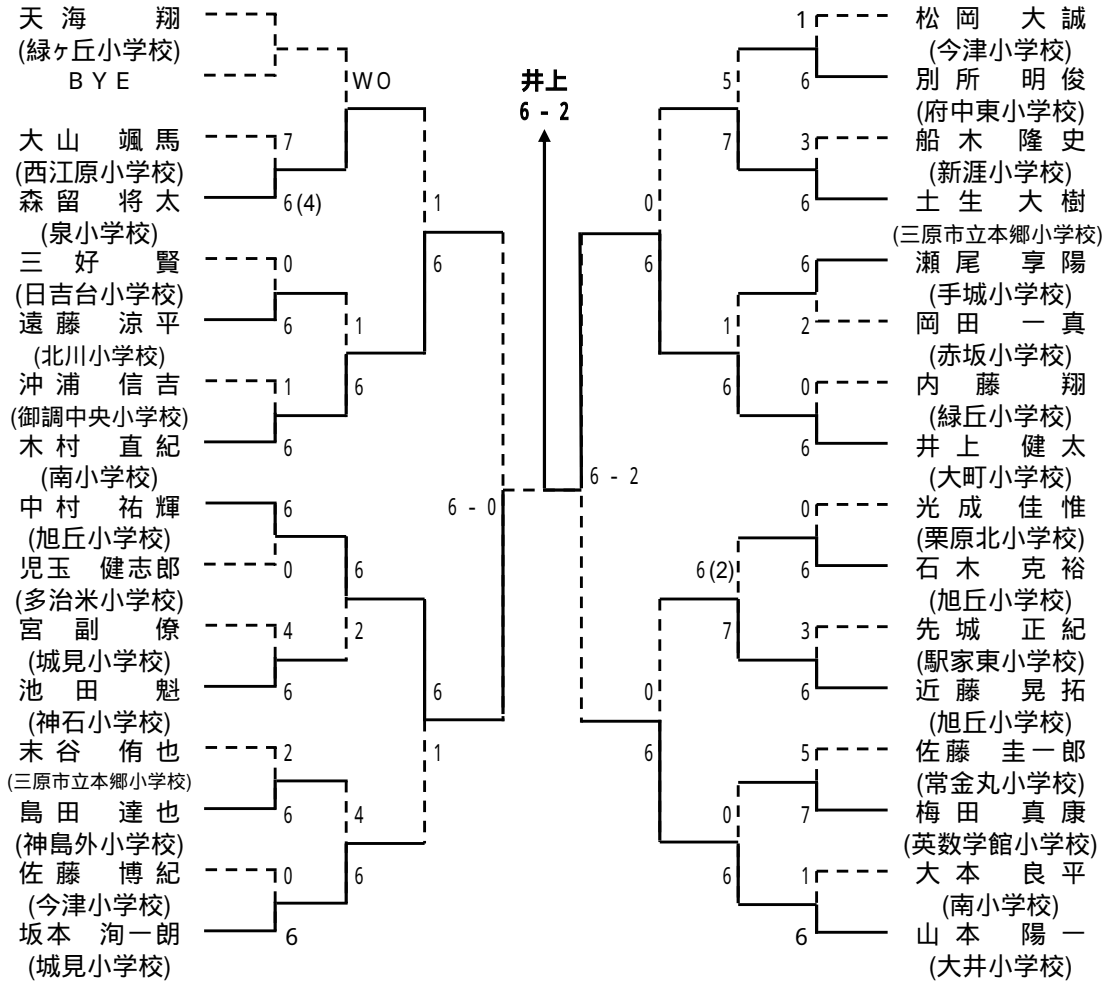 天海 翔
(緑ヶ丘小学校)
BYE
大山 颯馬
(西江原小学校)
森留 将太
(泉小学校)
三好 賢
(日吉台小学校)
遠藤 涼平
(北川小学校)
沖浦 信吉
(御調中央小学校)
木村 直紀
(南小学校)
中村 祐輝
(旭丘小学校)
児玉 健志郎
(多治米小学校)
宮副 僚
(城見小学校)
池田 魁
(神石小学校)
末谷 侑也
(三原市立本郷小学校)
島田 達也
(神島外小学校)
佐藤 博紀
(今津小学校)
坂本 洵一朗
(城見小学校)
7
6(4)
0
6
1
6
6
0
4
6
2
6
0
6
WO
1
6
6
2
4
6
1
6
6
1
6-0
井上
6-2
6-2
0
6
0
6
5
7
1
6
6(2)
7
0
6
1
6
3
6
6
2
0
6
0
6
3
6
5
7
1
6
松岡 大誠
(今津小学校)
別所 明俊
(府中東小学校)
船木 隆史
(新涯小学校)
土生 大樹
(三原市立本郷小学校)
瀬尾 享陽
(手城小学校)
岡田 一真
(赤坂小学校)
内藤 翔
(緑丘小学校)
井上 健太
(大町小学校)
光成 佳惟
(栗原北小学校)
石木 克裕
(旭丘小学校)
先城 正紀
(駅家東小学校)
近藤 晃拓
(旭丘小学校)
佐藤 圭一郎
(常金丸小学校)
梅田 真康
(英数学館小学校)
大本 良平
(南小学校)
山本 陽一
(大井小学校)